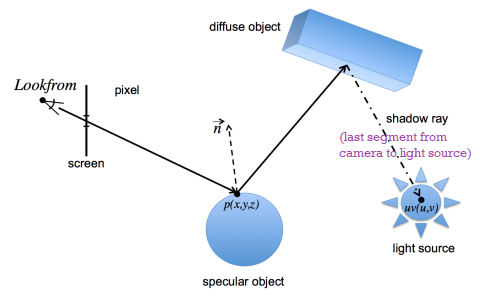 diffuse object
Lookfrom
pixel
n
shadow ray
(last segment from
camera to light source)
screen
p(x,y,z)
uv(u,v)
light source
specular object